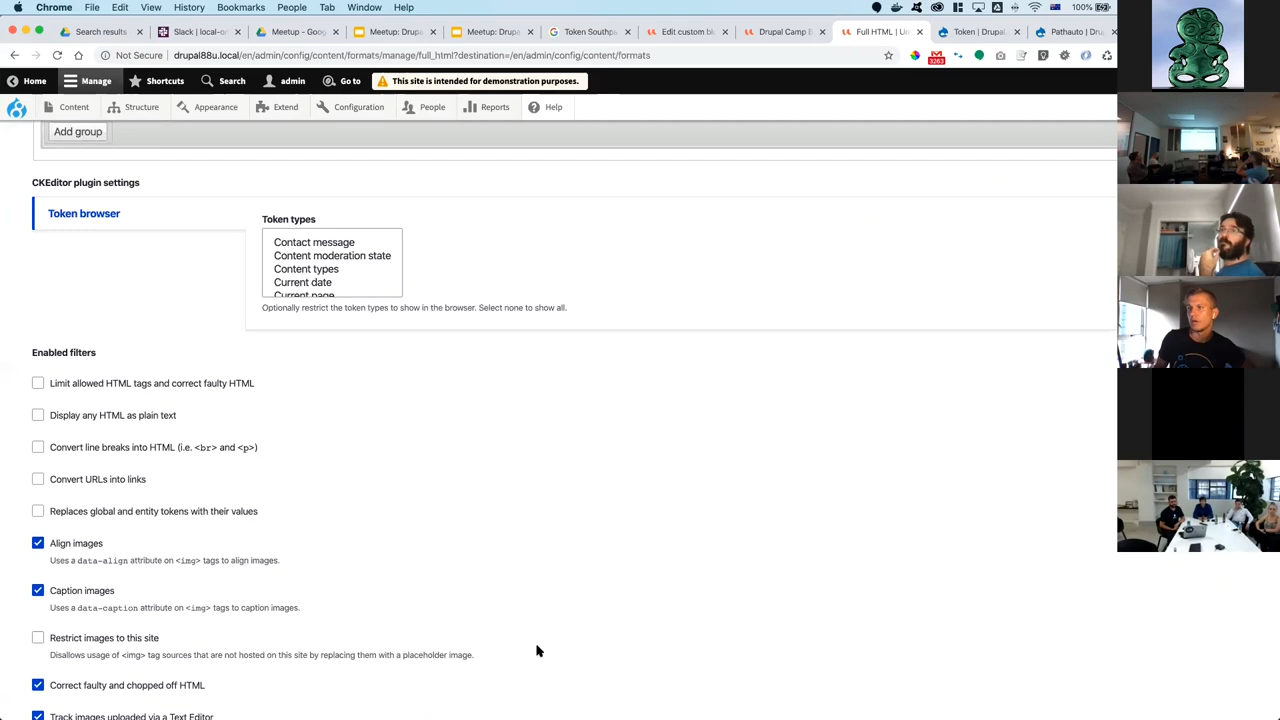 Chrome File Edit View History Bookmarks People Tab Window Help 100%
Search results
Slack | local-o
Meetup - Goog
Meetup: Drupal
Meetup: Drupal
Token Southpa
Edit custom bl
Drupal Camp B
Full HTML | Um
Token | Drupal.o
Pathauto | Drup
Not Secure drupal88u.local/en/admin/config/content/formats/manage/full_html?destination=/en/admin/config/content/formats
3263
Home Manage Shortcuts Search admin Go to This site is intended for demonstration purposes.
Content Structure Appearance Extend Configuration People Reports Help
Add group
CKEditor plugin settings
Token browser
Token types
Contact message
Content moderation state
Content types
Current date
Current page
Optionally restrict the token types to show in the browser. Select none to show all.
Enabled filters
Limit allowed HTML tags and correct faulty HTML
Display any HTML as plain text
Convert line breaks into HTML (i.e. <br> and <p>)
Convert URLs into links
Replaces global and entity tokens with their values
Align images
Uses a data-align attribute on <img> tags to align images.
Caption images
Uses a data-caption attribute on <img> tags to caption images.
Restrict images to this site
Disallows usage of <img> tag sources that are not hosted on this site by replacing them with a placeholder image.
Correct faulty and chopped off HTML
Track images uploaded via a Text Editor